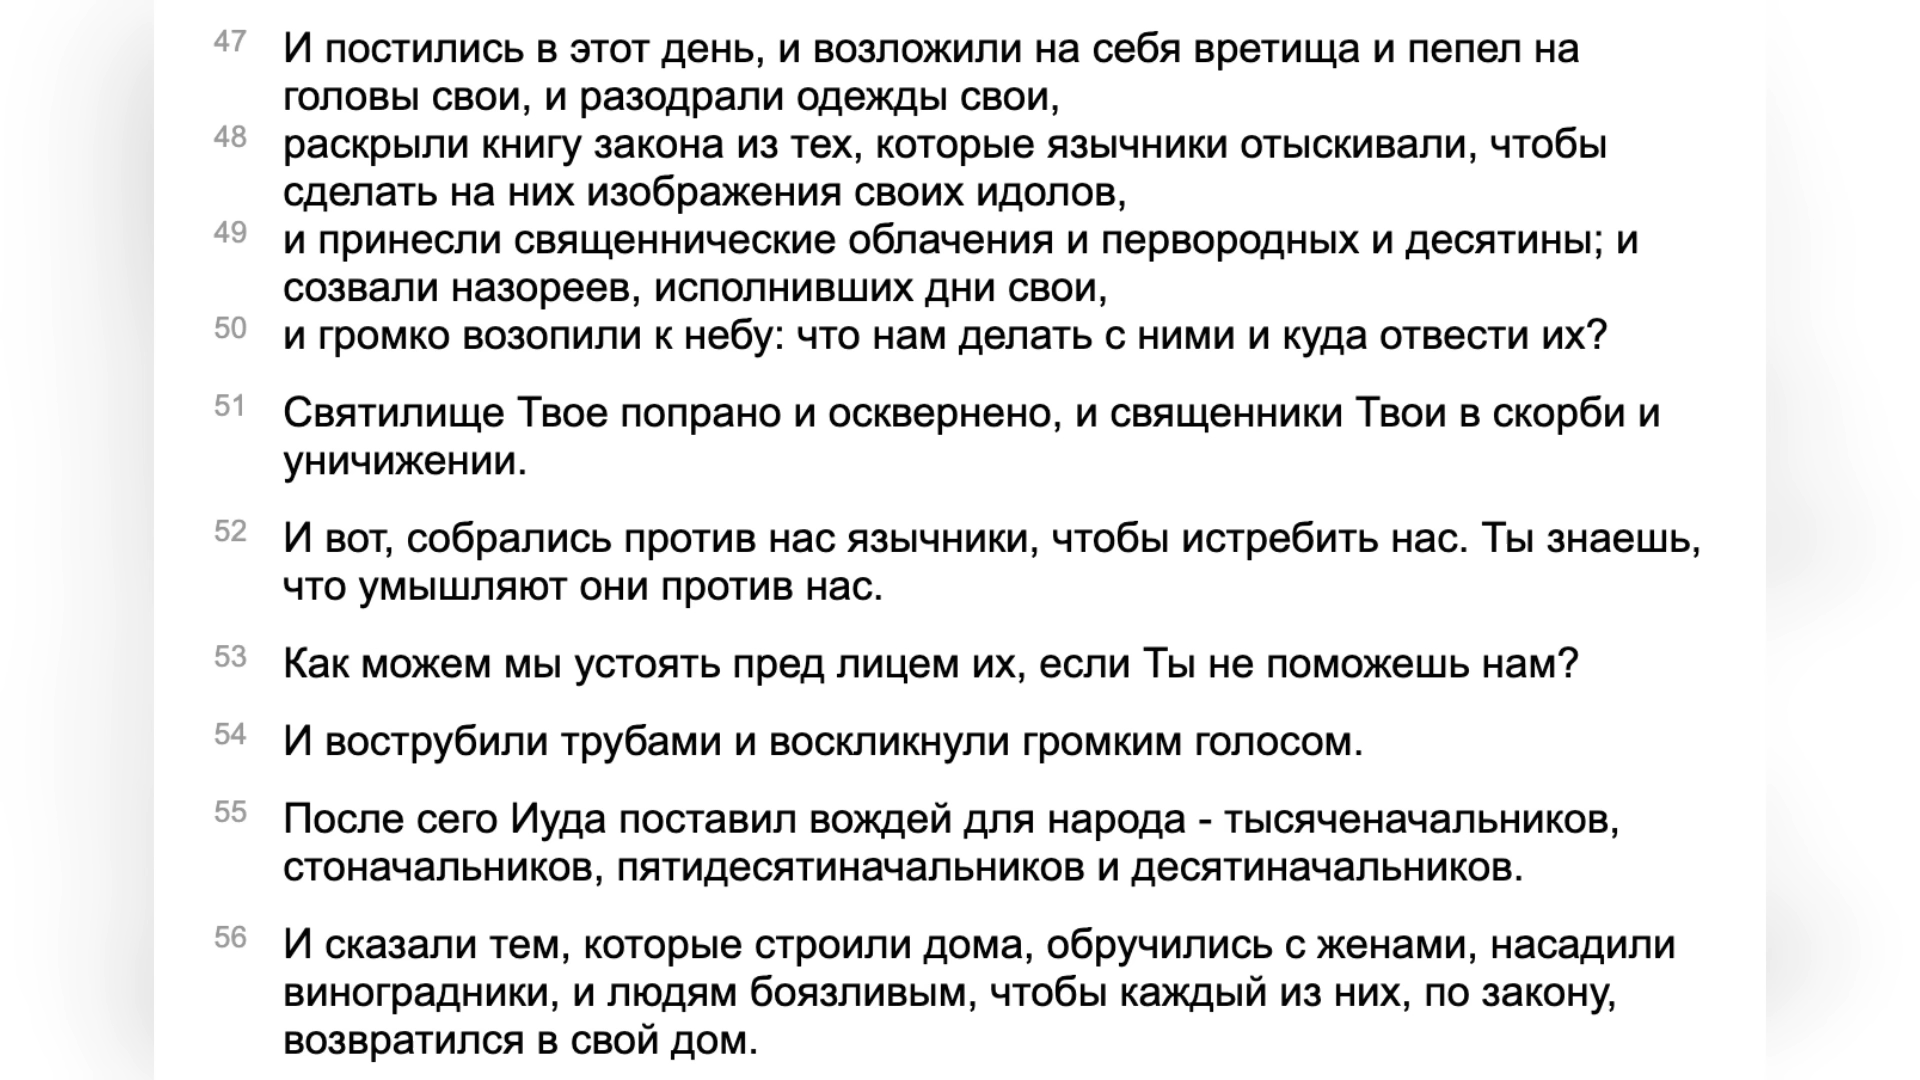 47 И постились в этот день, и возложили на себя вретища и пепел на
головы свои, и разодрали одежды свои,
48 раскрыли книгу закона из тех, которые язычники отыскивали, чтобы
сделать на них изображения своих идолов,
49 и принесли священнические облачения и первородных и десятины; и
созвали назореев, исполнивших дни свои,
50 и громко возопили к небу: что нам делать с ними и куда отвести их?
51 Святилище Твое попрано и осквернено, и священники Твои в скорби и
уничижении.
52 И вот, собрались против нас язычники, чтобы истребить нас. Ты знаешь,
что умышляют они против нас.
53 Как можем мы устоять пред лицем их, если Ты не поможешь нам?
54 И вострубили трубами и воскликнули громким голосом.
55 После сего Иуда поставил вождей для народа - тысяченачальников,
стоначальников, пятидесятиначальников и десятиначальников.
56 И сказали тем, которые строили дома, обручились с женами, насадили
виноградники, и людям боязливым, чтобы каждый из них, по закону,
возвратился в свой дом.